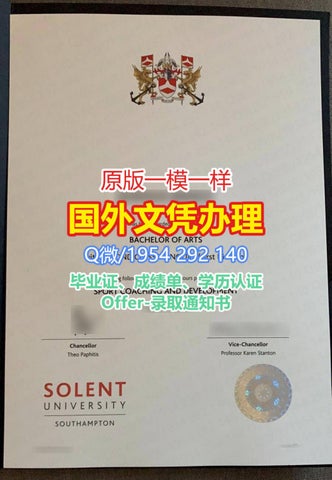 原版一模一样
国外文凭办理
BACHELOR OF ARTS
Q微/1954 292 140
毕业证、成绩单、学历认证
SPORT COACHING AND DEVELOPMENT
Offer-录取通知书
Chancellor
Theo Paphitis
Vice-Chancellor
Professor Karen Stanton
SOLENT
UNIVERSITY
SOUTHAMPTON